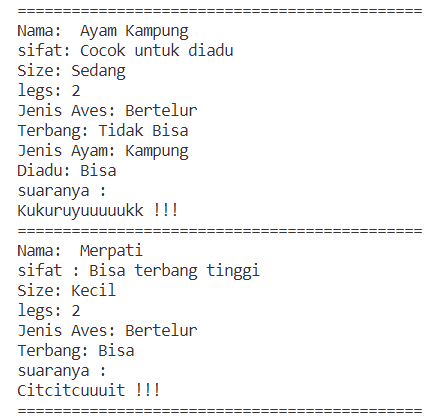 =============================================
Nama:  Ayam Kampung
sifat: Cocok untuk diadu
Size: Sedang
legs: 2
Jenis Aves: Bertelur
Terbang: Tidak Bisa
Jenis Ayam: Kampung
Diadu: Bisa
suaranya :
Kukuruyuuuuukk !!!
=============================================
Nama:  Merpati
sifat : Bisa terbang tinggi
Size: Kecil
legs: 2
Jenis Aves: Bertelur
Terbang: Bisa
suaranya :
Citcitcuuuit !!!
=============================================